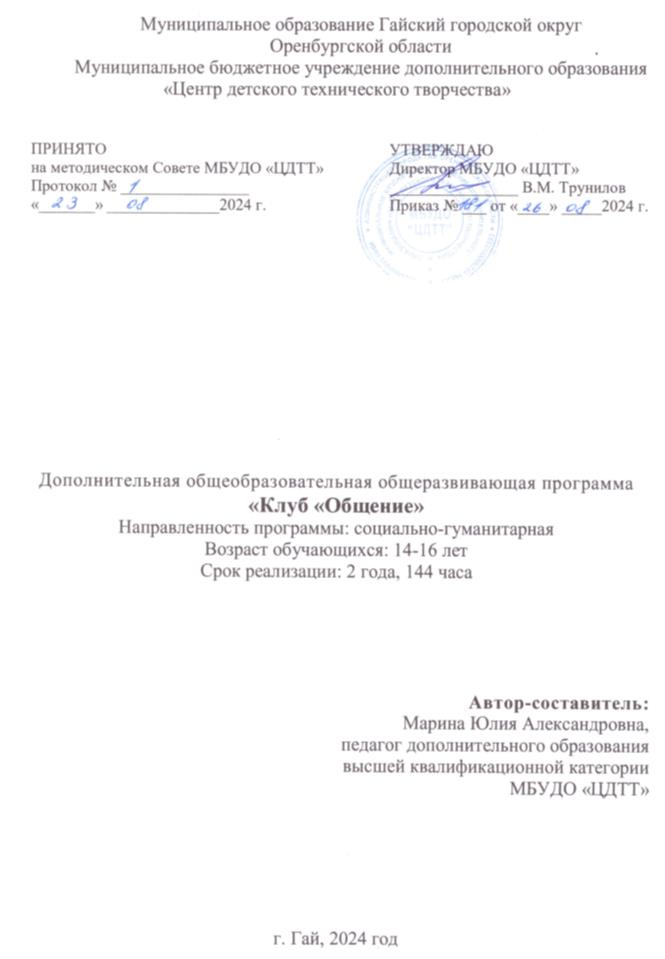 Муниципальное образование Гайский городской округ
Оренбургской области
Муниципальное бюджетное учреждение дополнительного образования
«Центр детского технического творчества»
ПРИНЯТО
на методическом Совете МБУДО «ЦДТТ»
Протокол № 1
« 23 » 08 2024 г.
УТВЕРЖДАЮ
Директор МБУДО «ЦДТТ»
В.М. Трунилов
Приказ № 181 от « 26 » 08 2024 г.
МБУДО
"ЦДТТ"
Дополнительная общеобразовательная общеразвивающая программа
«Клуб «Общение»
Направленность программы: социально-гуманитарная
Возраст обучающихся: 14-16 лет
Срок реализации: 2 года, 144 часа
Автор-составитель:
Марина Юлия Александровна,
педагог дополнительного образования
высшей квалификационной категории
МБУДО «ЦДТТ»
г. Гай, 2024 год